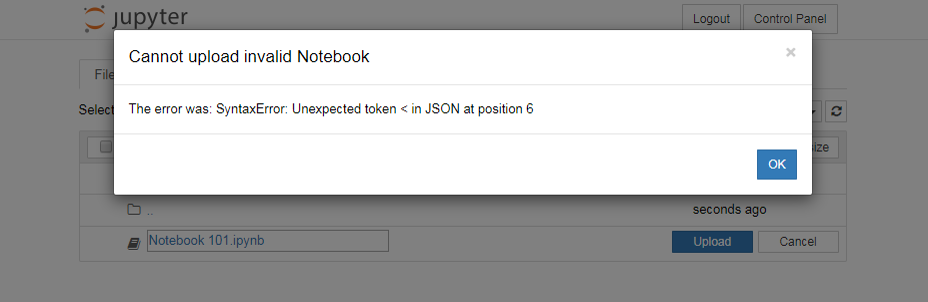 jupyter
Logout
Control Panel
Cannot upload invalid Notebook
×
File
The error was: SyntaxError: Unexpected token < in JSON at position 6
Select
OK
size
..
seconds ago
Notebook 101.ipynb
Upload
Cancel